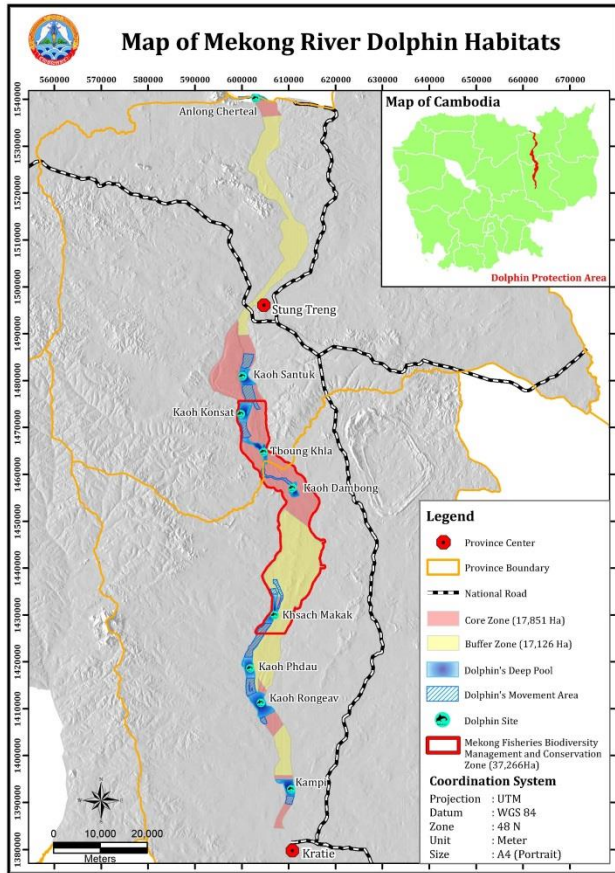 Map of Mekong River Dolphin Habitats
560000 570000 580000 590000 600000 610000 620000 630000 640000 650000 660000 670000
1540000
1530000
1520000
1510000
1500000
1490000
1480000
1470000
1460000
1450000
1440000
1430000
1420000
1410000
1400000
1390000
1380000
Anlong Cherteal
Stung Treng
Kaoh Santuk
Kaoh Konsat
Thoung Khla
Kaoh Dambong
Khsach Makak
Kaoh Phdau
Kaoh Rongeav
Kampi
Kratie
Map of Cambodia
Dolphin Protection Area
Legend
Province Center
Province Boundary
National Road
Core Zone (17,851 Ha)
Buffer Zone (17,126 Ha)
Dolphin's Deep Pool
Dolphin's Movement Area
Dolphin Site
Mekong Fisheries Biodiversity
Management and Conservation
Zone (37,266Ha)
Coordination System
Projection : UTM
Datum : WGS 84
Zone : 48 N
Unit : Meter
Size : A4 (Portrait)
N
0 10,000 20,000
Meters